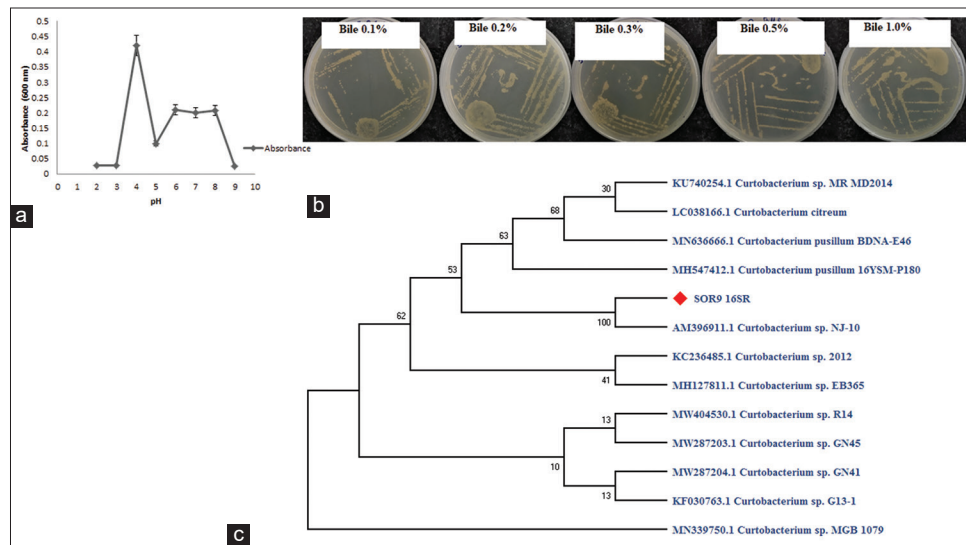 0.45
0.4
0.35
0.3
0.25
0.2
0.15
0.1
0.05
0
Absorbance (600 nm)
0 1 2 3 4 5 6 7 8 9 10
pH
Absorbance
a
Bile 0.1%
Bile 0.2%
Bile 0.3%
Bile 0.5%
Bile 1.0%
b
KU740254.1 Curtobacterium sp. MR MD2014
30
LC038166.1 Curtobacterium citreum
68
MN636666.1 Curtobacterium pusillum BDNA-E46
63
MH547412.1 Curtobacterium pusillum 16YSM-P180
53
SOR9 16SR
100
AM396911.1 Curtobacterium sp. NJ-10
62
KC236485.1 Curtobacterium sp. 2012
41
MH127811.1 Curtobacterium sp. EB365
MW404530.1 Curtobacterium sp. R14
13
MW287203.1 Curtobacterium sp. GN45
10
MW287204.1 Curtobacterium sp. GN41
13
KF030763.1 Curtobacterium sp. G13-1
MN339750.1 Curtobacterium sp. MGB 1079
c